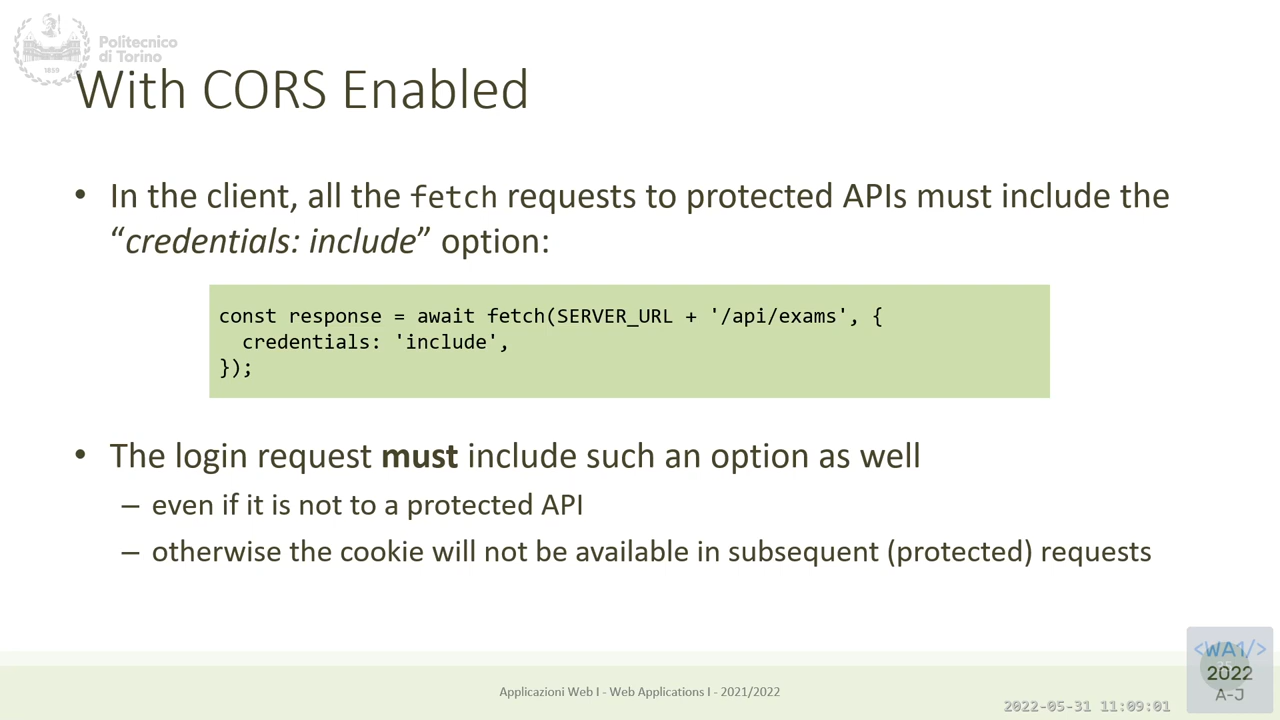 Politecnico
di Torino
1859
With CORS Enabled
• In the client, all the fetch requests to protected APIs must include the
“credentials: include” option:
const response = await fetch(SERVER_URL + '/api/exams', {
credentials: 'include',
});
• The login request must include such an option as well
– even if it is not to a protected API
– otherwise the cookie will not be available in subsequent (protected) requests
Applicazioni Web I - Web Applications I - 2021/2022
2022-05-31 11:09:01
<WA1/>
2022
A-J